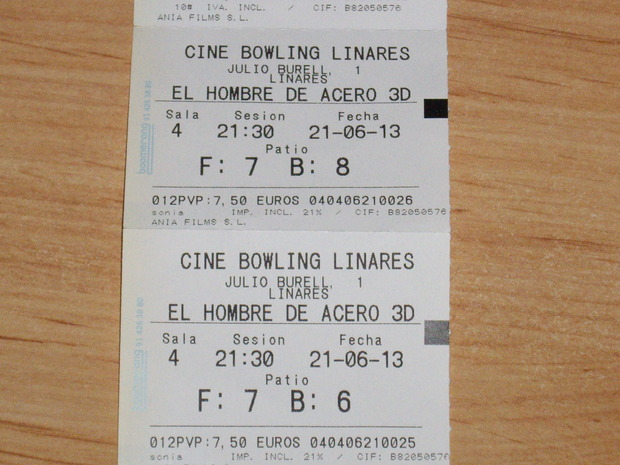 10# IVA. INCL. / CIF: B82050576
ANIA FILMS S.L.
CINE BOWLING LINARES
JULIO BURELL, 1
LINARES
EL HOMBRE DE ACERO 3D
Sala Sesion Fecha
4 21:30 21-06-13
Patio
F: 7 B: 8
012PVP:7,50 EUROS 040406210026
sonia IMP. INCL. 21% / CIF: B82050576
ANIA FILMS S.L.
boomerang
CINE BOWLING LINARES
JULIO BURELL, 1
LINARES
EL HOMBRE DE ACERO 3D
Sala Sesion Fecha
4 21:30 21-06-13
Patio
F: 7 B: 6
012PVP:7,50 EUROS 040406210025
sonia IMP. INCL. 21% / CIF: B82050576